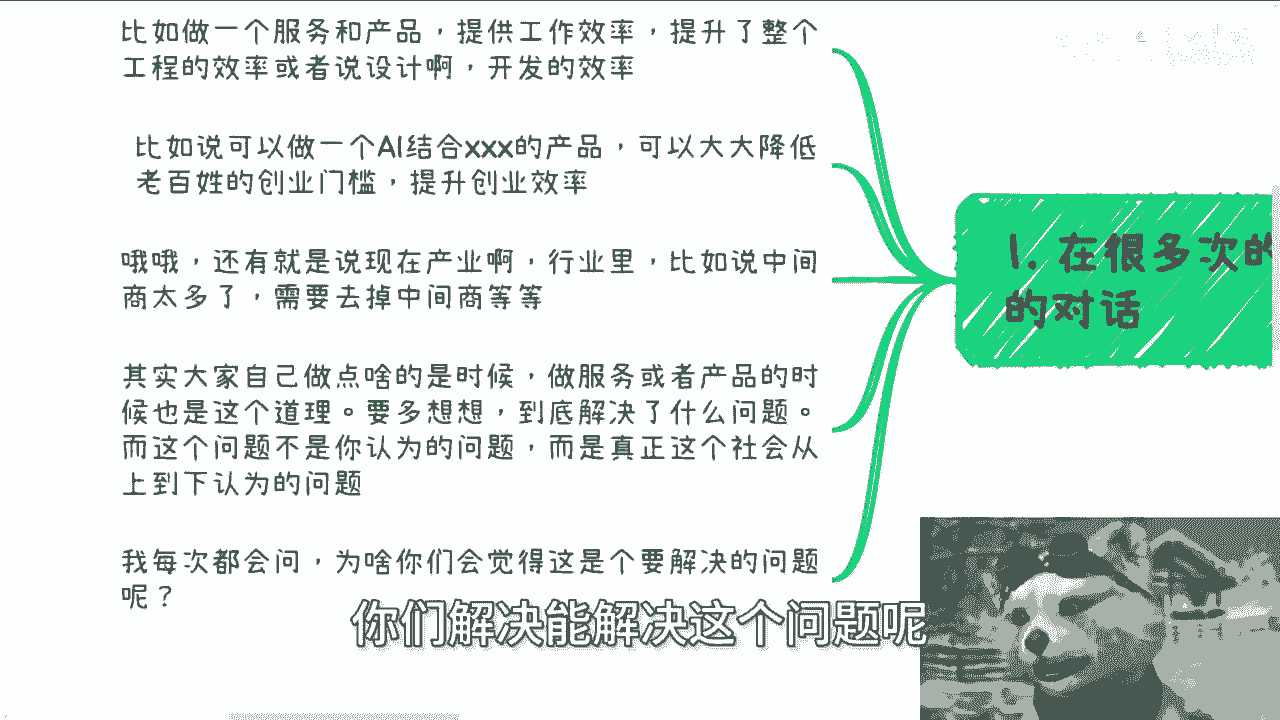 比如做一个服务和产品，提供工作效率，提升了整个
工程的效率或者说设计啊，开发的效率
比如说可以做一个AI结合xxx的产品，可以大大降低
老百姓的创业门槛，提升创业效率
哦哦，还有就是说现在产业啊，行业里，比如说中间
商太多了，需要去掉中间商等等
其实大家自己做点啥的是时候，做服务或者产品的时
候也是这个道理。要多想想，到底解决了什么问题。
而这个问题不是你认为的问题，而是真正这个社会从
上到下认为的问题
我每次都会问，为啥你们会觉得这是个要解决的问题
呢？
1. 在很多次的
的对话
你们解决能解决这个问题呢